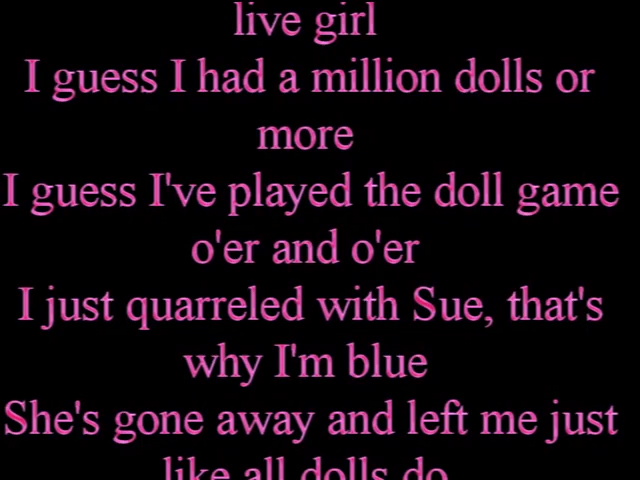 live girl
I guess I had a million dolls or
more
I guess I've played the doll game
o'er and o'er
I just quarreled with Sue, that's
why I'm blue
She's gone away and left me just
like all dolls do